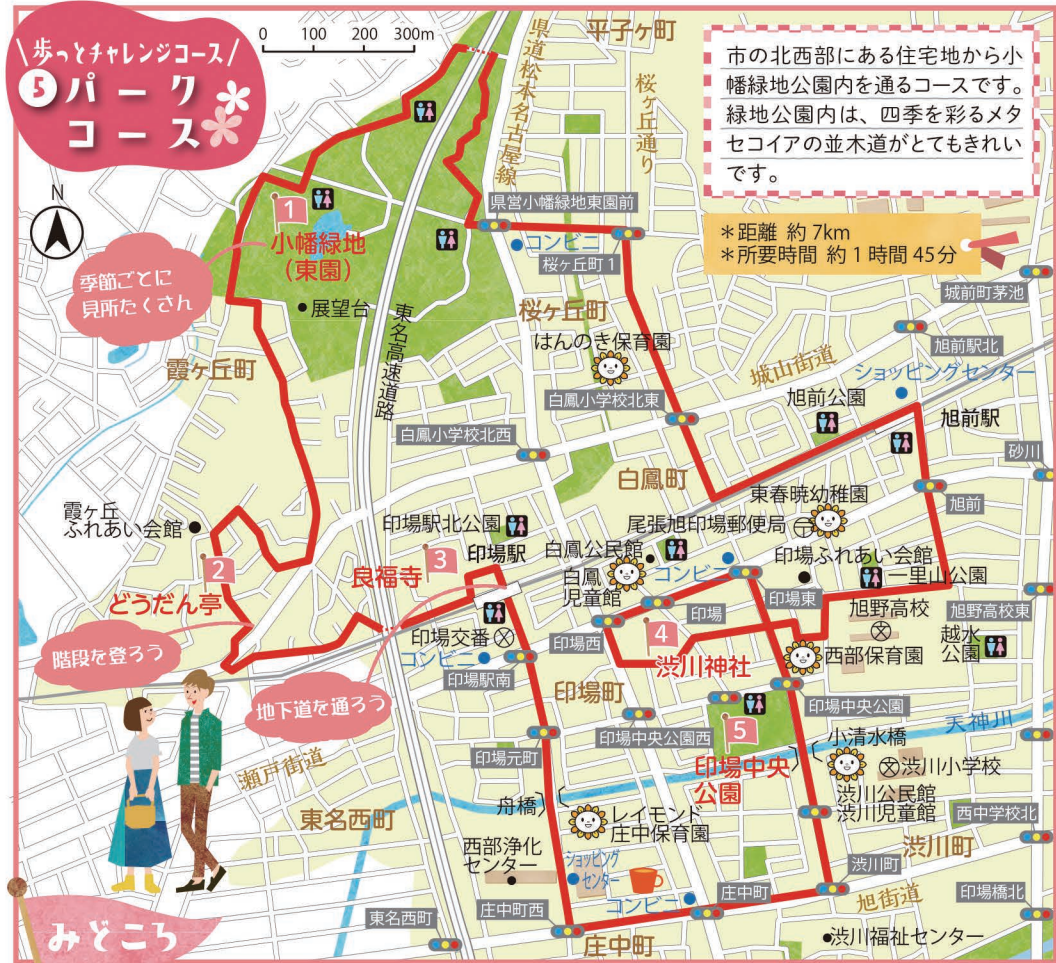 歩っとチャレンジコース
5 パーク
コース
0 100 200 300m
N
市の北西部にある住宅地から小
幡緑地公園内を通るコースです。
緑地公園内は、四季を彩るメタ
セコイアの並木道がとてもきれい
です。
＊距離 約7km
＊所要時間 約1時間45分
平子ヶ町
県道松本名古屋線
桜ヶ丘通り
県営小幡緑地東園前
コンビニ
桜ヶ丘町1
1
小幡緑地
（東園）
季節ごとに
見所たくさん
展望台
東名高速道路
桜ヶ丘町
はんのき保育園
城前町茅池
旭前駅北
城山街道
ショッピングセンター
霞ヶ丘町
白鳳小学校北東
旭前公園
旭前駅
白鳳小学校北西
砂川
白鳳町
東春暁幼稚園
旭前
霞ヶ丘
ふれあい会館
印場駅北公園
尾張旭印場郵便局
印場駅
白鳳公民館
印場ふれあい会館
2
3
良福寺
白鳳
児童館
コンビニ
一里山公園
どうだん亭
印場
印場東
旭野高校
旭野高校東
印場交番
印場西
4
渋川神社
越水
公園
階段を登ろう
コンビニ
西部保育園
印場駅南
地下道を通ろう
印場町
印場中央公園
天神川
印場元町
印場中央公園西
5
印場中央
公園
小清水橋
渋川小学校
瀬戸街道
舟橋
レイモンド
庄中保育園
渋川公民館
渋川児童館
西中学校北
東名西町
西部浄化
センター
ショッピング
センター
渋川町
渋川町
旭街道
コンビニ
庄中町
印場橋北
東名西町
庄中町西
庄中町
渋川福祉センター
みどころ